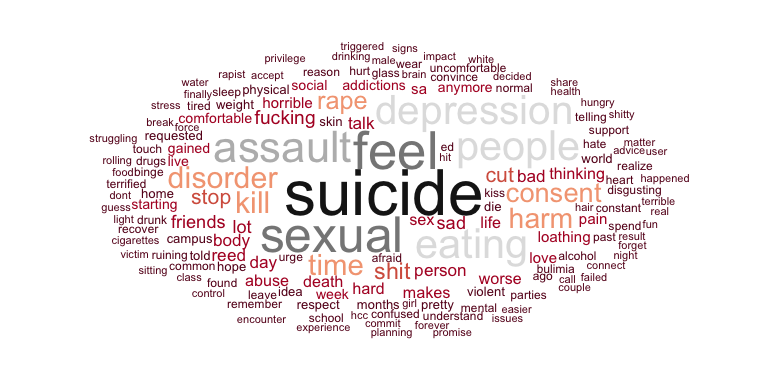 triggered signs
privilege drinking male impact white
rapist accept reason hurt glass wear brain convince uncomfortable decided share
water finally sleep physical social addictions sa anymore normal health
stress tired weight horrible rape depression hungry
break force comfortable fucking skin talk telling shitty
struggling requested assault feel people support
touch gained ed hit hate matter
rolling drugs live world advice user
foodbinge disorder suicide cut bad thinking realize
terrified heart happened
dont home stop kill kiss consent disgusting
guess starting die hair constant terrible
light drunk friends lot sex sad life harm pain spend fun real
recover sexual eating
cigarettes campus body loathing past result
victim ruining told reed urge afraid love alcohol forget
sitting common hope day time shit person bulimia connect night
class found abuse death worse ago call failed
control leave idea week hard makes violent parties couple
remember respect months girl pretty mental easier
encounter school hcc confused understand issues
experience commit forever
planning promise